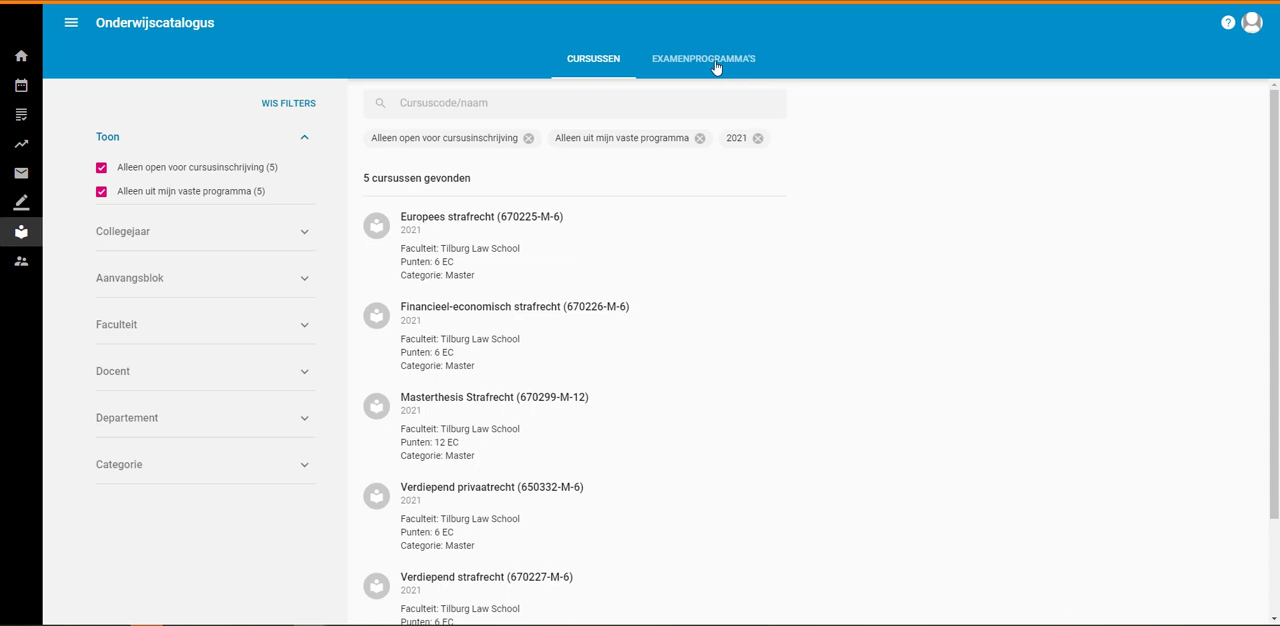 Onderwijscatalogus
?
CURSUSSEN EXAMENPROGRAMMA'S
WIS FILTERS
Toon
Alleen open voor cursusinschrijving (5)
Alleen uit mijn vaste programma (5)
Collegejaar
Aanvangsblok
Faculteit
Docent
Departement
Categorie
Cursuscode/naam
Alleen open voor cursusinschrijving Alleen uit mijn vaste programma 2021
5 cursussen gevonden
Europees strafrecht (670225-M-6)
2021
Faculteit: Tilburg Law School
Punten: 6 EC
Categorie: Master
Financieel-economisch strafrecht (670226-M-6)
2021
Faculteit: Tilburg Law School
Punten: 6 EC
Categorie: Master
Masterthesis Strafrecht (670299-M-12)
2021
Faculteit: Tilburg Law School
Punten: 12 EC
Categorie: Master
Verdiepend privaatrecht (650332-M-6)
2021
Faculteit: Tilburg Law School
Punten: 6 EC
Categorie: Master
Verdiepend strafrecht (670227-M-6)
2021
Faculteit: Tilburg Law School
Punten: 6 EC